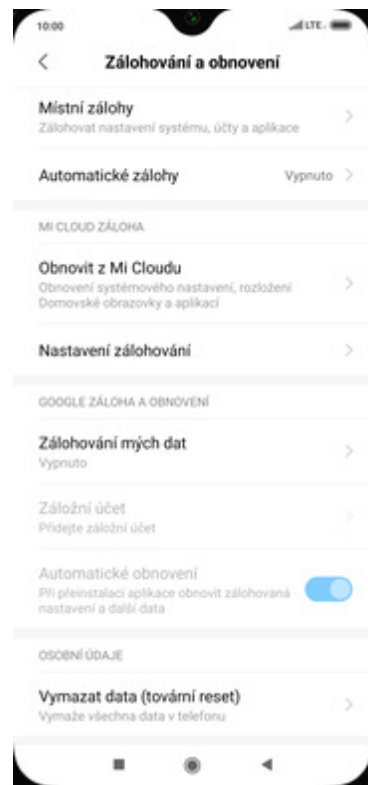 10:00
LTE
Zálohování a obnovení
Místní zálohy
Zálohovat nastavení systému, účty a aplikace
Automatické zálohy Vypnuto
MI CLOUD ZÁLOHA
Obnovit z Mi Cloudu
Obnovení systémového nastavení, rozložení
Domovské obrazovky a aplikací
Nastavení zálohování
GOOGLE ZÁLOHA A OBNOVENÍ
Zálohování mých dat
Vypnuto
Záložní účet
Přidejte záložní účet
Automatické obnovení
Při přeinstalaci aplikace obnovit zálohovaná
nastavení a další data
OSOBNÍ ÚDAJE
Vymazat data (tovární reset)
Vymaže všechna data v telefonu